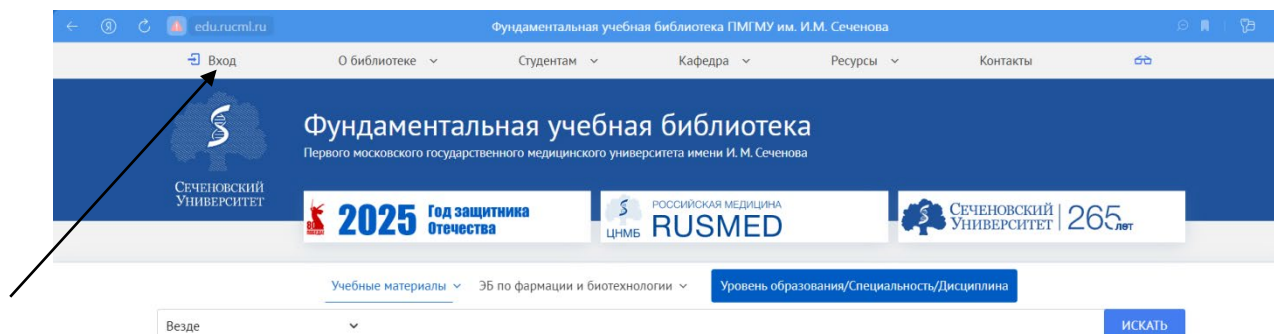 edu.rucml.ru Фундаментальная учебная библиотека ПМГМУ им. И.М. Сеченова
Вход О библиотеке Студентам Кафедра Ресурсы Контакты
Фундаментальная учебная библиотека
Первого московского государственного медицинского университета имени И. М. Сеченова
Сеченовский
Университет
80
ПОБЕДА!
2025 Год защитника
Отечества
ЦНМБ
РОССИЙСКАЯ МЕДИЦИНА
RUSMED
Сеченовский
Университет
265 лет
Учебные материалы ЭБ по фармации и биотехнологии Уровень образования/Специальность/Дисциплина
Везде ИСКАТЬ